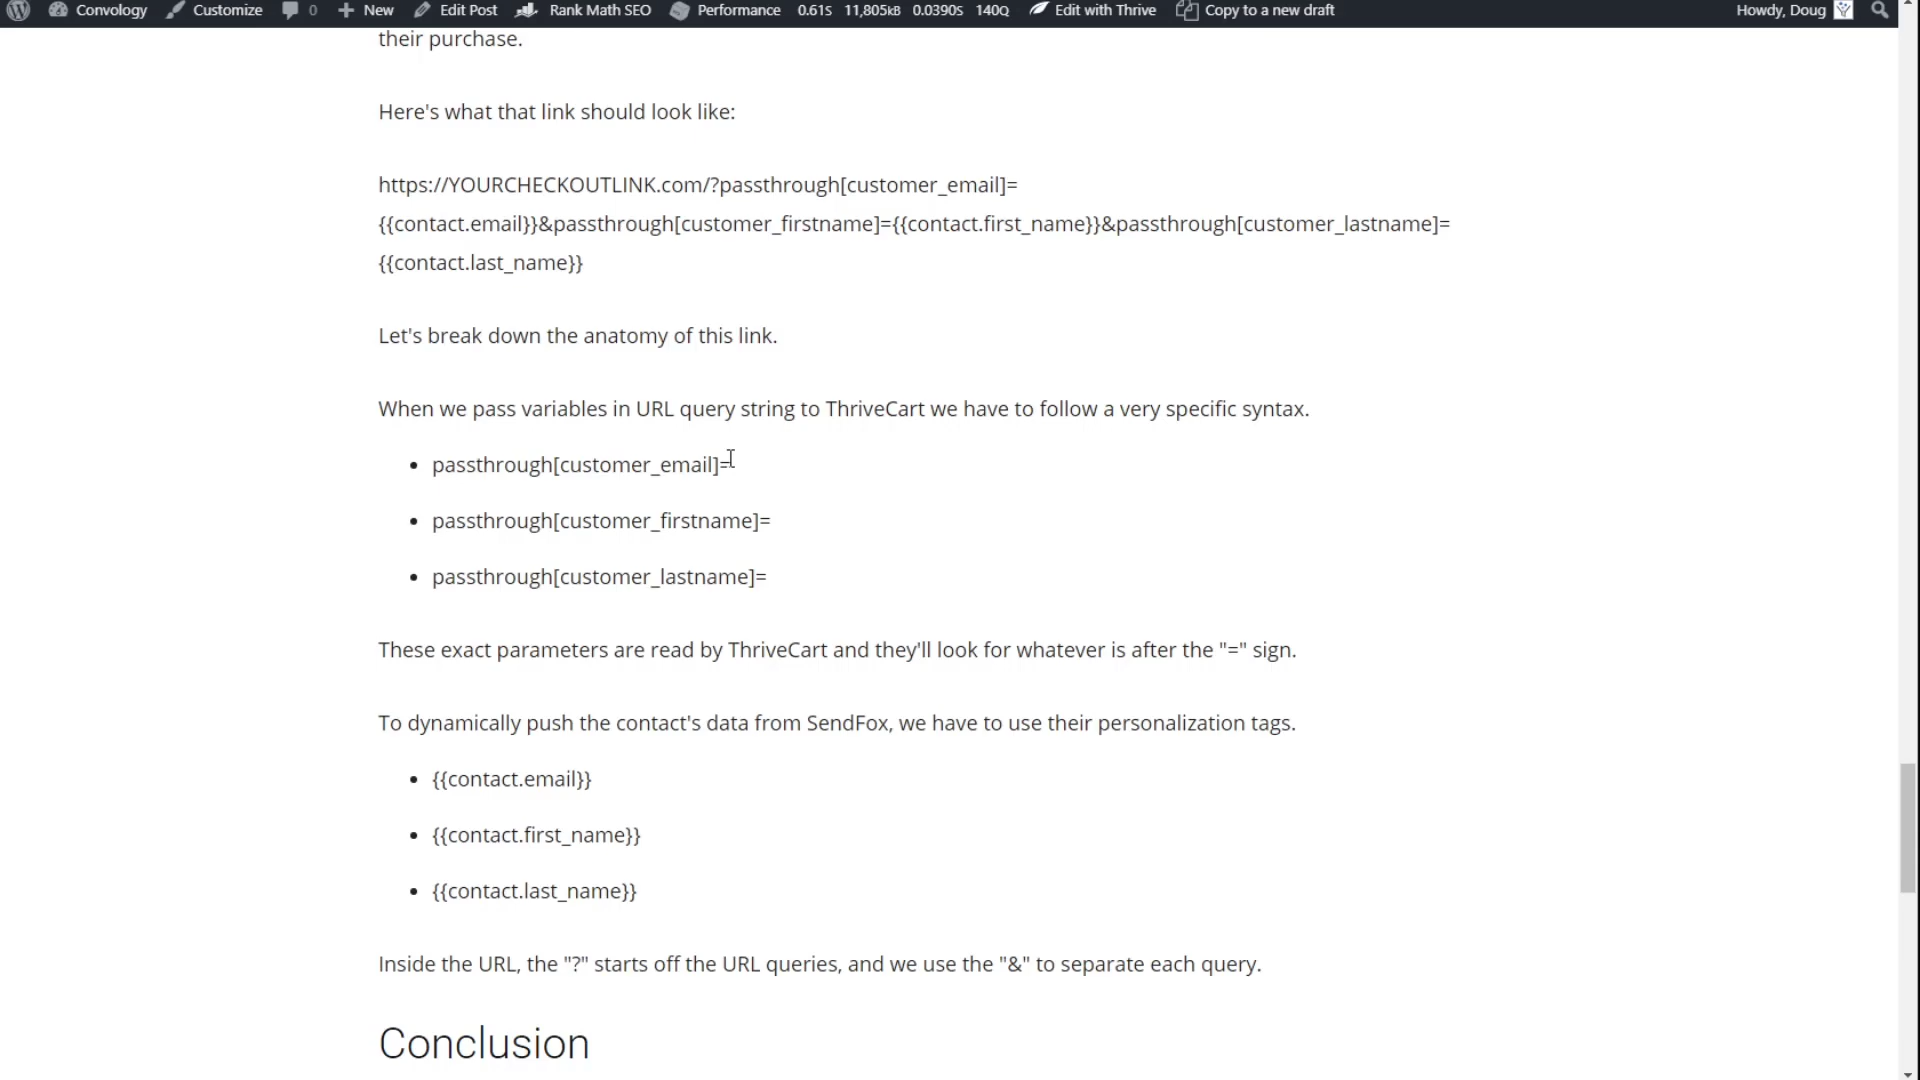 Convology Customize 0 New Edit Post Rank Math SEO Performance 0.61s 11,805kB 0.0390s 140Q Edit with Thrive Copy to a new draft Howdy, Doug
their purchase.
Here's what that link should look like:
https://YOURCHECKOUTLINK.com/?passthrough[customer_email]=
{{contact.email}}&passthrough[customer_firstname]={{contact.first_name}}&passthrough[customer_lastname]=
{{contact.last_name}}
Let's break down the anatomy of this link.
When we pass variables in URL query string to ThriveCart we have to follow a very specific syntax.
• passthrough[customer_email]=
• passthrough[customer_firstname]=
• passthrough[customer_lastname]=
These exact parameters are read by ThriveCart and they'll look for whatever is after the "=" sign.
To dynamically push the contact's data from SendFox, we have to use their personalization tags.
• {{contact.email}}
• {{contact.first_name}}
• {{contact.last_name}}
Inside the URL, the "?" starts off the URL queries, and we use the "&" to separate each query.
Conclusion